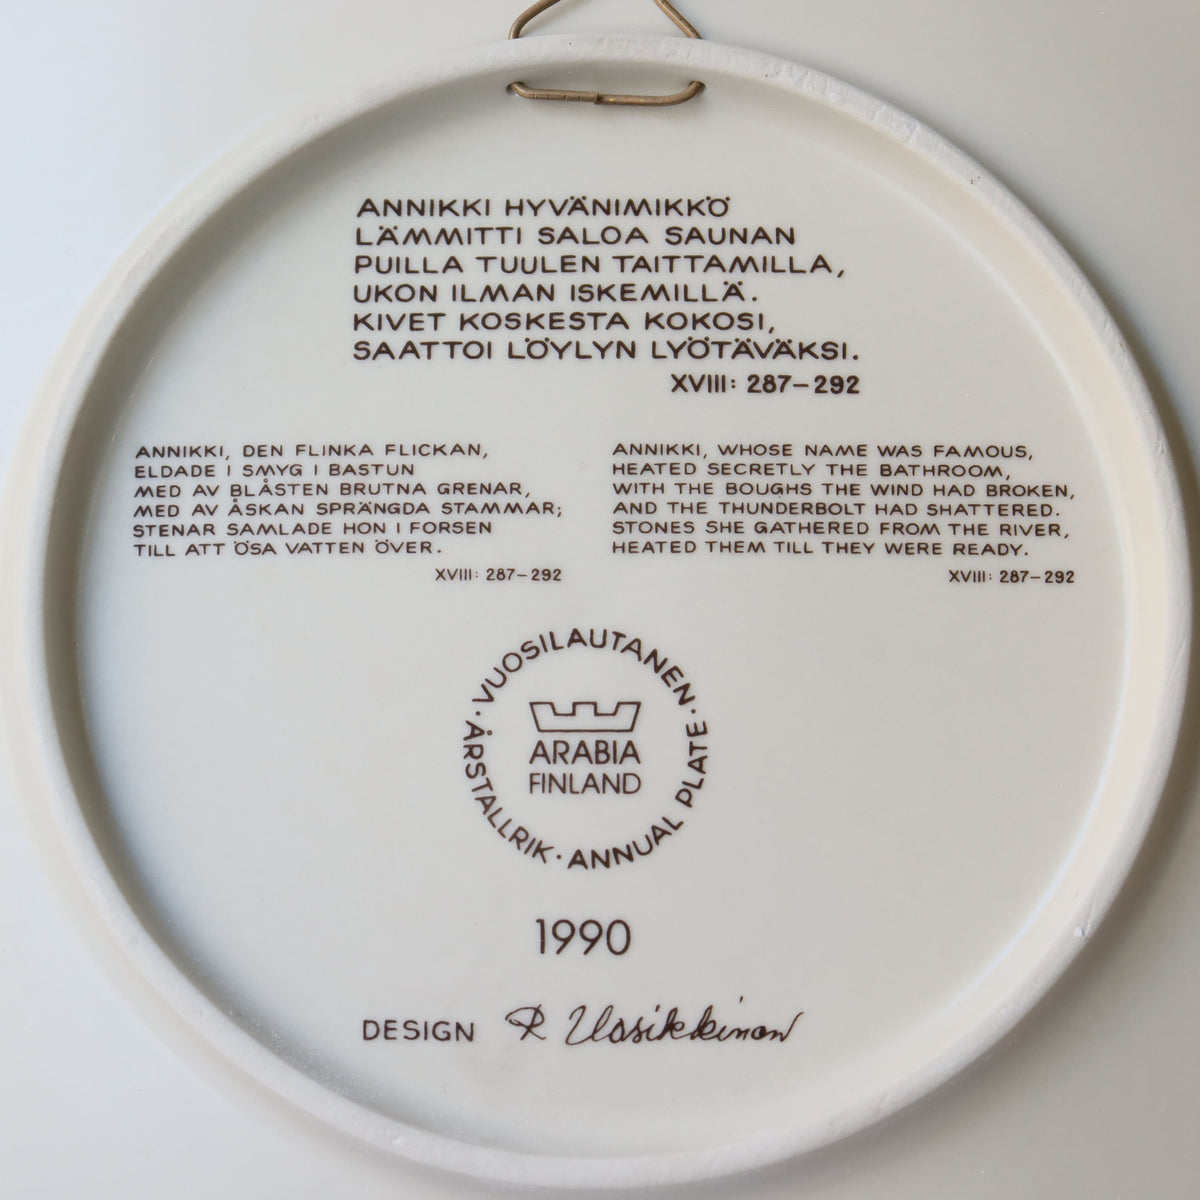 ANNIKKI HYVÄNIMIKKÖ
LÄMMITTI SALOA SAUNAN
PUILLA TUULEN TAITTAMILLA,
UKON ILMAN ISKEMILLÄ.
KIVET KOSKESTA KOKOSI,
SAATTOI LÖYLYN LYÖTÄVÄKSI.
XVIII: 287–292
ANNIKKI, DEN FLINKA FLICKAN,
ELDADE I SMYG I BASTUN
MED AV BLÅSTEN BRUTNA GRENAR,
MED AV ÅSKAN SPRÄNGDA STAMMAR;
STENAR SAMLADE HON I FORSEN
TILL ATT ÖSA VATTEN ÖVER.
XVIII: 287–292
ANNIKKI, WHOSE NAME WAS FAMOUS,
HEATED SECRETLY THE BATHROOM,
WITH THE BOUGHS THE WIND HAD BROKEN,
AND THE THUNDERBOLT HAD SHATTERED.
STONES SHE GATHERED FROM THE RIVER,
HEATED THEM TILL THEY WERE READY.
XVIII: 287–292
VUOSILAUTANEN · ANNUAL PLATE · ÅRSTALLRIK ·
ARABIA
FINLAND
1990
DESIGN R Uosikkinen